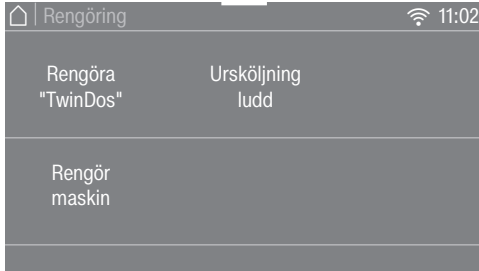 Rengöring 11:02
Rengöra Ursköljning
"TwinDos" ludd
Rengör
maskin